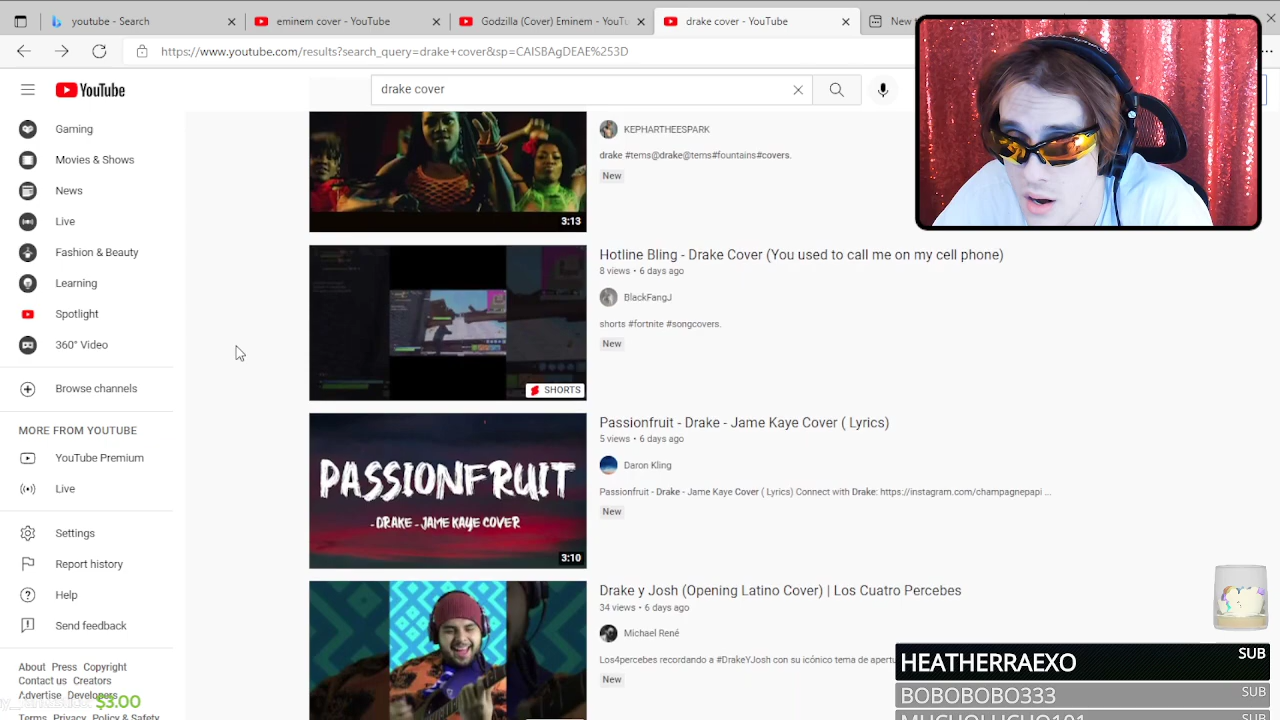 youtube - Search
eminem cover - YouTube
Godzilla (Cover) Eminem - YouTu
drake cover - YouTube
New t
https://www.youtube.com/results?search_query=drake+cover&sp=CAISBAgDEAE%253D
YouTube
drake cover
Gaming
Movies & Shows
News
Live
Fashion & Beauty
Learning
Spotlight
360° Video
Browse channels
MORE FROM YOUTUBE
YouTube Premium
Live
Settings
Report history
Help
Send feedback
About Press Copyright
Contact us Creators
Advertise Developers
$3.00
Terms Privacy Policy & Safety
3:13
KEPHARTHEESPARK
drake #tems@drake@tems#fountains#covers.
New
SHORTS
Hotline Bling - Drake Cover (You used to call me on my cell phone)
8 views • 6 days ago
BlackFangJ
shorts #fortnite #songcovers.
New
PASSIONFRUIT
- DRAKE - JAME KAYE COVER
3:10
Passionfruit - Drake - Jame Kaye Cover ( Lyrics)
5 views • 6 days ago
Daron Kling
Passionfruit - Drake - Jame Kaye Cover ( Lyrics) Connect with Drake: https://instagram.com/champagnepapi ...
New
Drake y Josh (Opening Latino Cover) | Los Cuatro Percebes
34 views • 6 days ago
Michael René
Los4percebes recordando a #DrakeYJosh con su icónico tema de apertu
New
HEATHERRAEXO SUB
BOBOBOBO333 SUB
MUCHOLUCHO101 SUB